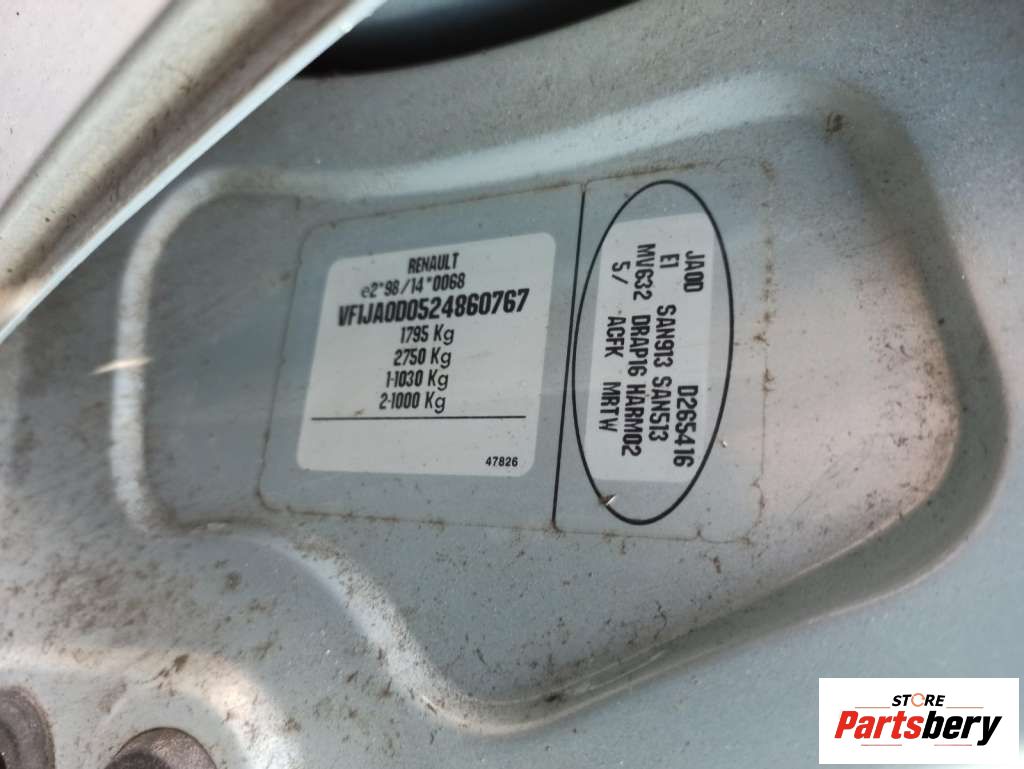 RENAULT
e2*98/14*0068
VF1JA0D0524860767
1795 Kg
2750 Kg
1-1030 Kg
2-1000 Kg
47826
JA0D D265416
E1 SAN913 SAN513
MV632 DRAP16 HARM02
5/ ACFK MRTW
STORE
Partsbery